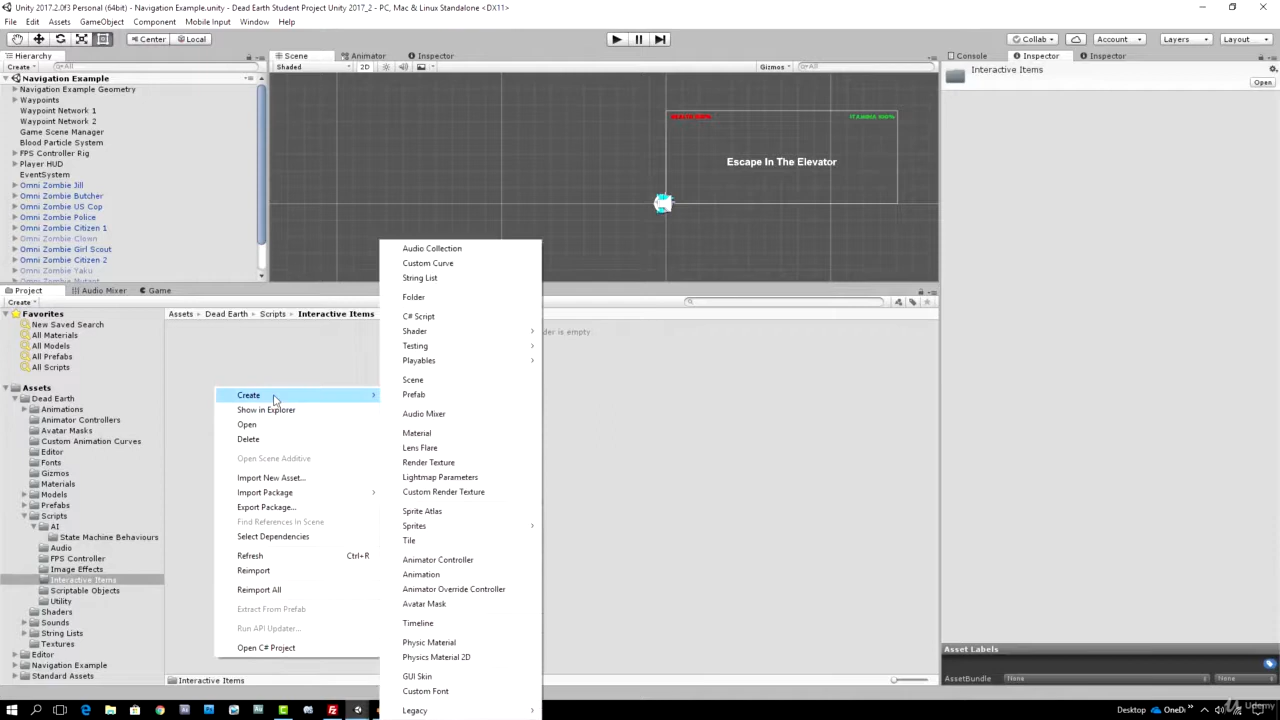 Unity 2017.2.0f3 Personal (64bit) - Navigation Example.unity - Dead Earth Student Project Unity 2017_2 - PC, Mac & Linux Standalone <DX11>
File Edit Assets GameObject Component Mobile Input Window Help
Center Local Collab Account Layers Layout
Hierarchy Scene Animator Inspector Console Inspector Inspector
Create All Shaded 2D Gizmos All Interactive Items
Open
Navigation Example
Navigation Example Geometry
Waypoints
Waypoint Network 1
Waypoint Network 2
Game Scene Manager
Blood Particle System
FPS Controller Rig
Player HUD
EventSystem
Omni Zombie Jill
Omni Zombie Butcher
Omni Zombie US Cop
Omni Zombie Police
Omni Zombie Citizen 1
Omni Zombie Clown
Omni Zombie Girl Scout
Omni Zombie Citizen 2
Omni Zombie Yaku
Omni Zombie Mutant
Escape In The Elevator
Project Audio Mixer Game
Create
Favorites
New Saved Search
All Materials
All Models
All Prefabs
All Scripts
Assets
Dead Earth
Animations
Animator Controllers
Avatar Masks
Custom Animation Curves
Editor
Fonts
Gizmos
Materials
Models
Prefabs
Scripts
AI
State Machine Behaviours
Audio
FPS Controller
Image Effects
Interactive Items
Scriptable Objects
Utility
Shaders
Sounds
String Lists
Textures
Editor
Navigation Example
Standard Assets
Assets Dead Earth Scripts Interactive Items
der is empty.
Create
Show in Explorer
Open
Delete
Open Scene Additive
Import New Asset...
Import Package
Export Package...
Find References In Scene
Select Dependencies
Refresh Ctrl+R
Reimport
Reimport All
Extract From Prefab
Run API Updater...
Open C# Project
Audio Collection
Custom Curve
String List
Folder
C# Script
Shader
Testing
Playables
Scene
Prefab
Audio Mixer
Material
Lens Flare
Render Texture
Lightmap Parameters
Custom Render Texture
Sprite Atlas
Sprites
Tile
Animator Controller
Animation
Animator Override Controller
Avatar Mask
Timeline
Physic Material
Physics Material 2D
GUI Skin
Custom Font
Legacy
Interactive Items
Asset Labels
AssetBundle None None
Desktop OneDr
Udemy